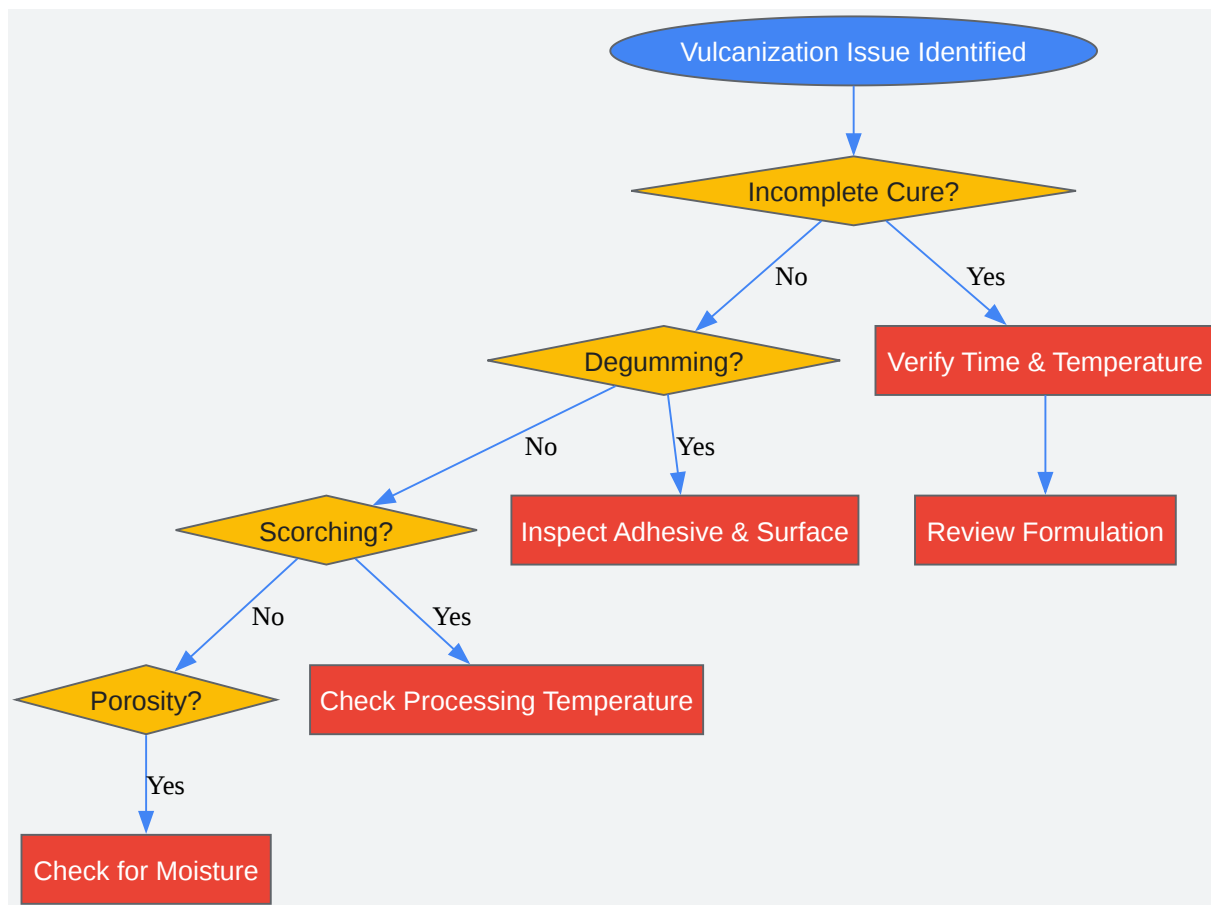 Vulcanization Issue Identified
Incomplete Cure?
No
Yes
Degumming?
Verify Time & Temperature
No
Yes
Scorching?
Inspect Adhesive & Surface
Review Formulation
No
Yes
Porosity?
Check Processing Temperature
Yes
Check for Moisture